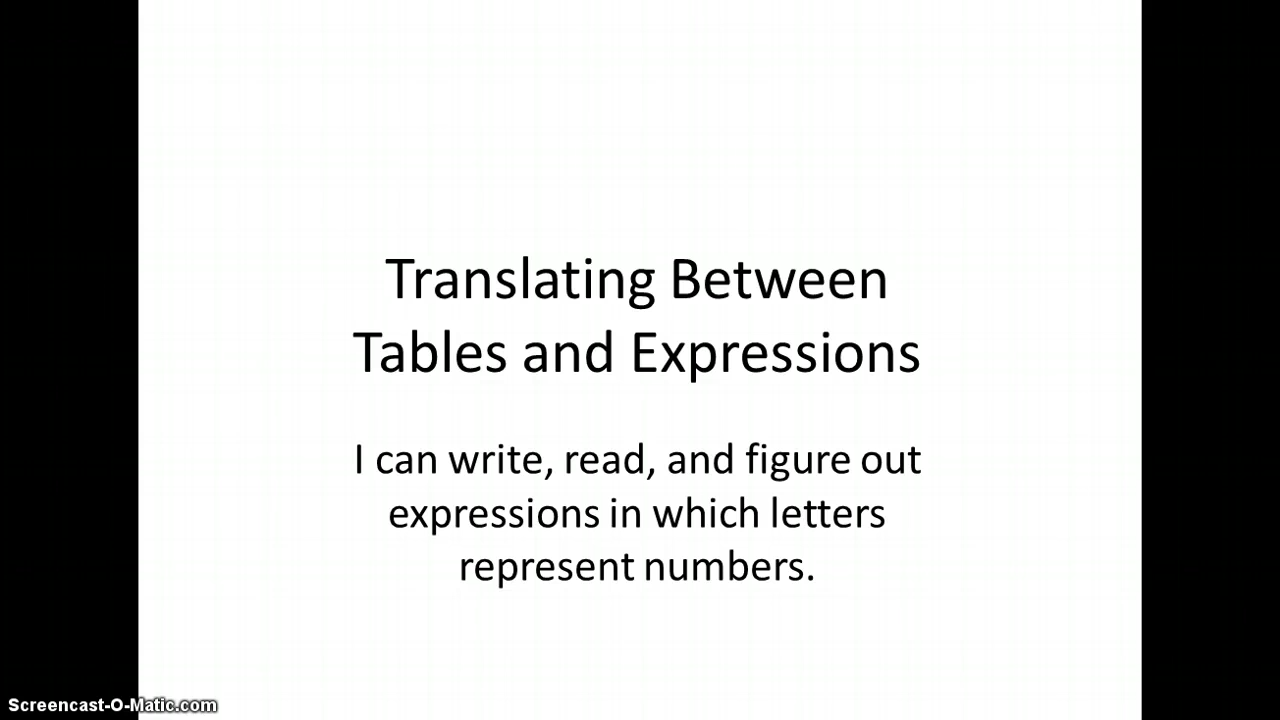 Translating Between
Tables and Expressions
I can write, read, and figure out
expressions in which letters
represent numbers.
Screencast-O-Matic.com